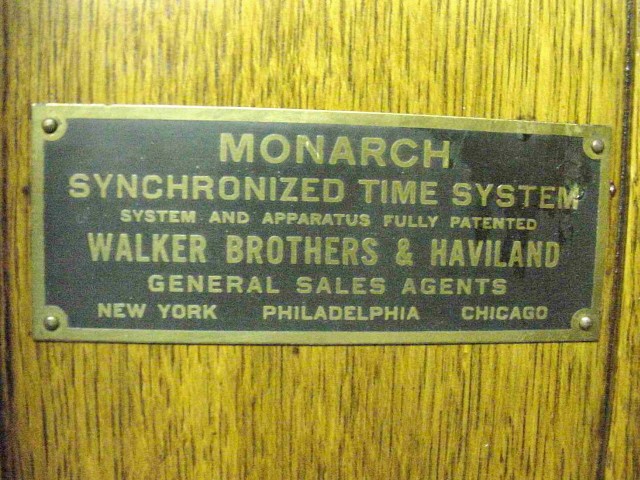 MONARCH
SYNCHRONIZED TIME SYSTEM
SYSTEM AND APPARATUS FULLY PATENTED
WALKER BROTHERS & HAVILAND
GENERAL SALES AGENTS
NEW YORK PHILADELPHIA CHICAGO